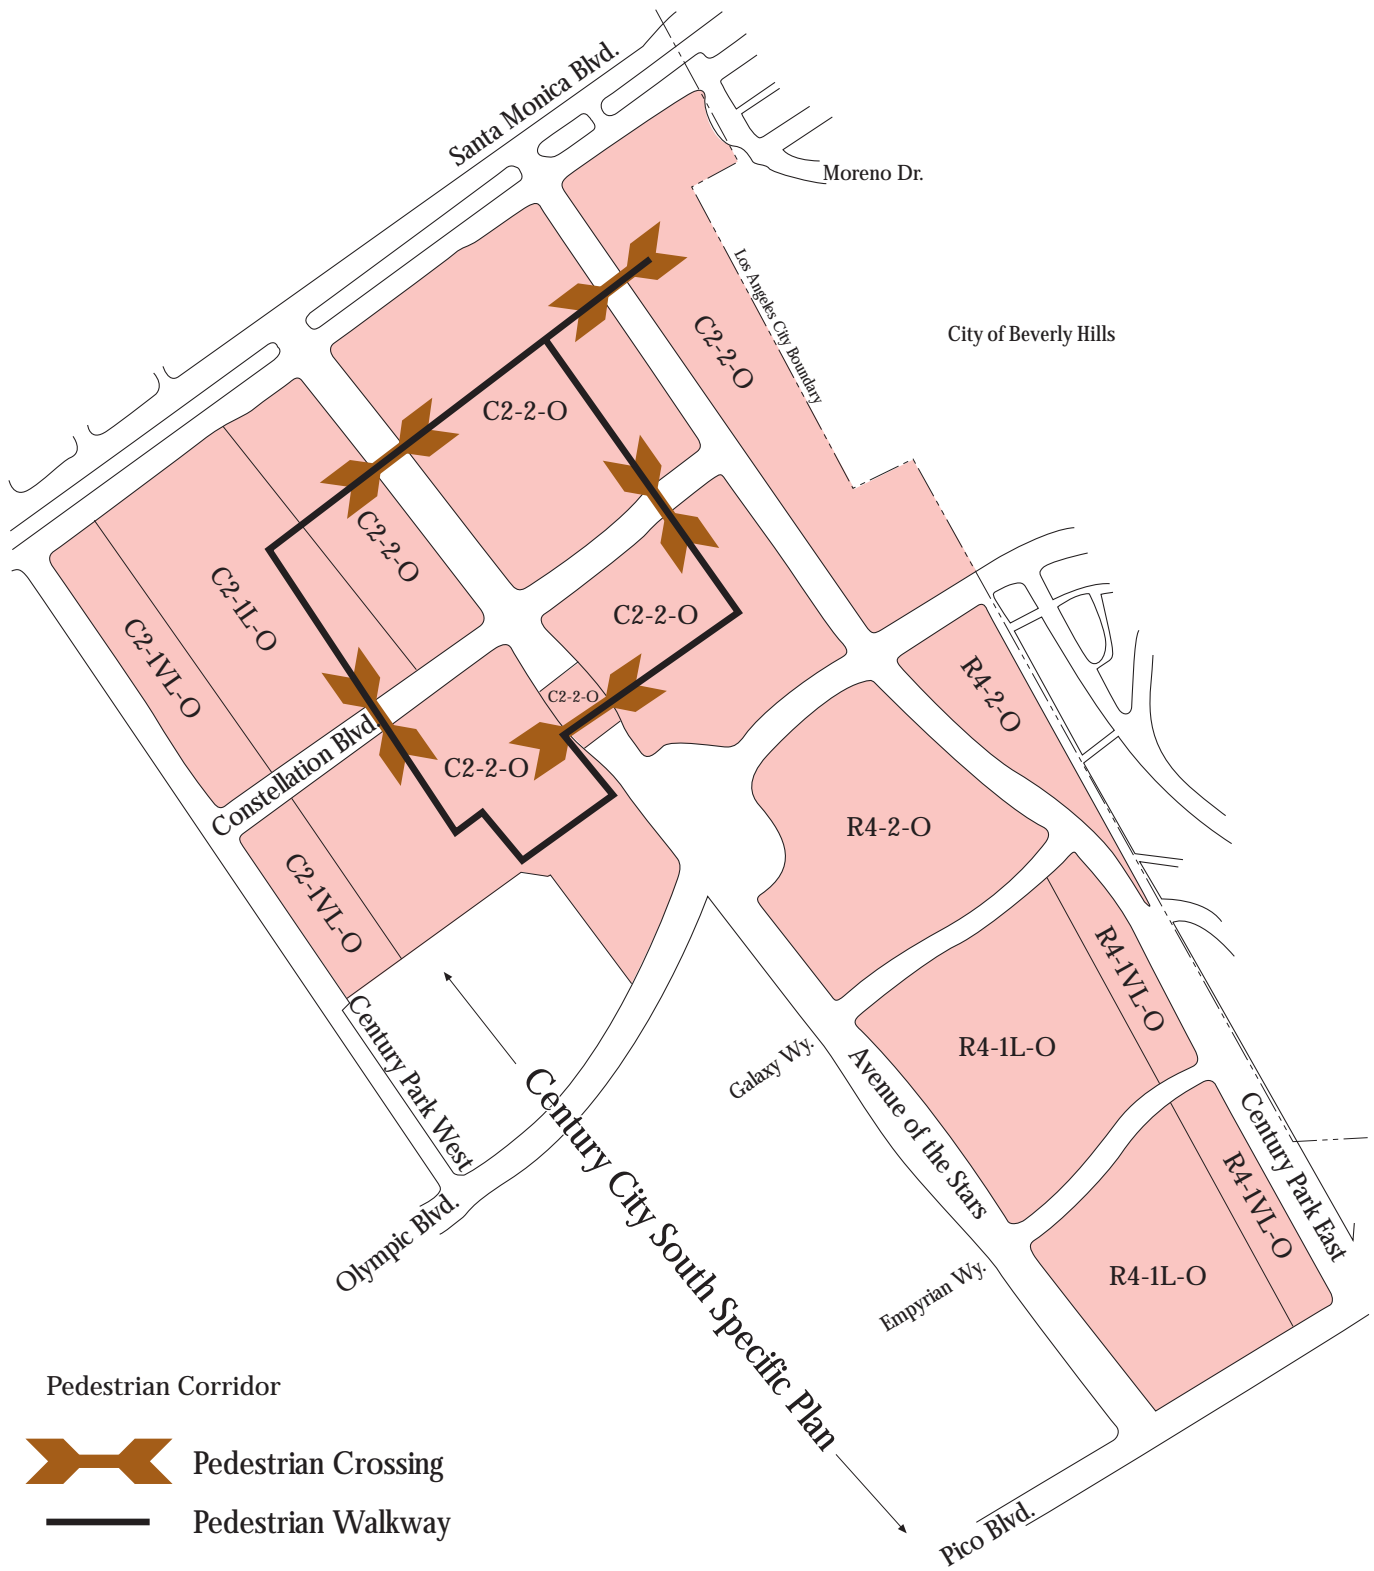 Santa Monica Blvd.
Moreno Dr.
Los Angeles City Boundary
City of Beverly Hills
C2-2-O
C2-2-O
C2-2-O
C2-1L-O
C2-1VL-O
C2-2-O
C2-2-O
R4-2-O
Constellation Blvd.
C2-2-O
R4-2-O
C2-1VL-O
R4-1VL-O
Century Park West
R4-1L-O
Galaxy Wy.
Avenue of the Stars
Century City South Specific Plan
Century Park East
R4-1VL-O
Olympic Blvd.
Empyrian Wy.
R4-1L-O
Pedestrian Corridor
Pedestrian Crossing
Pedestrian Walkway
Pico Blvd.